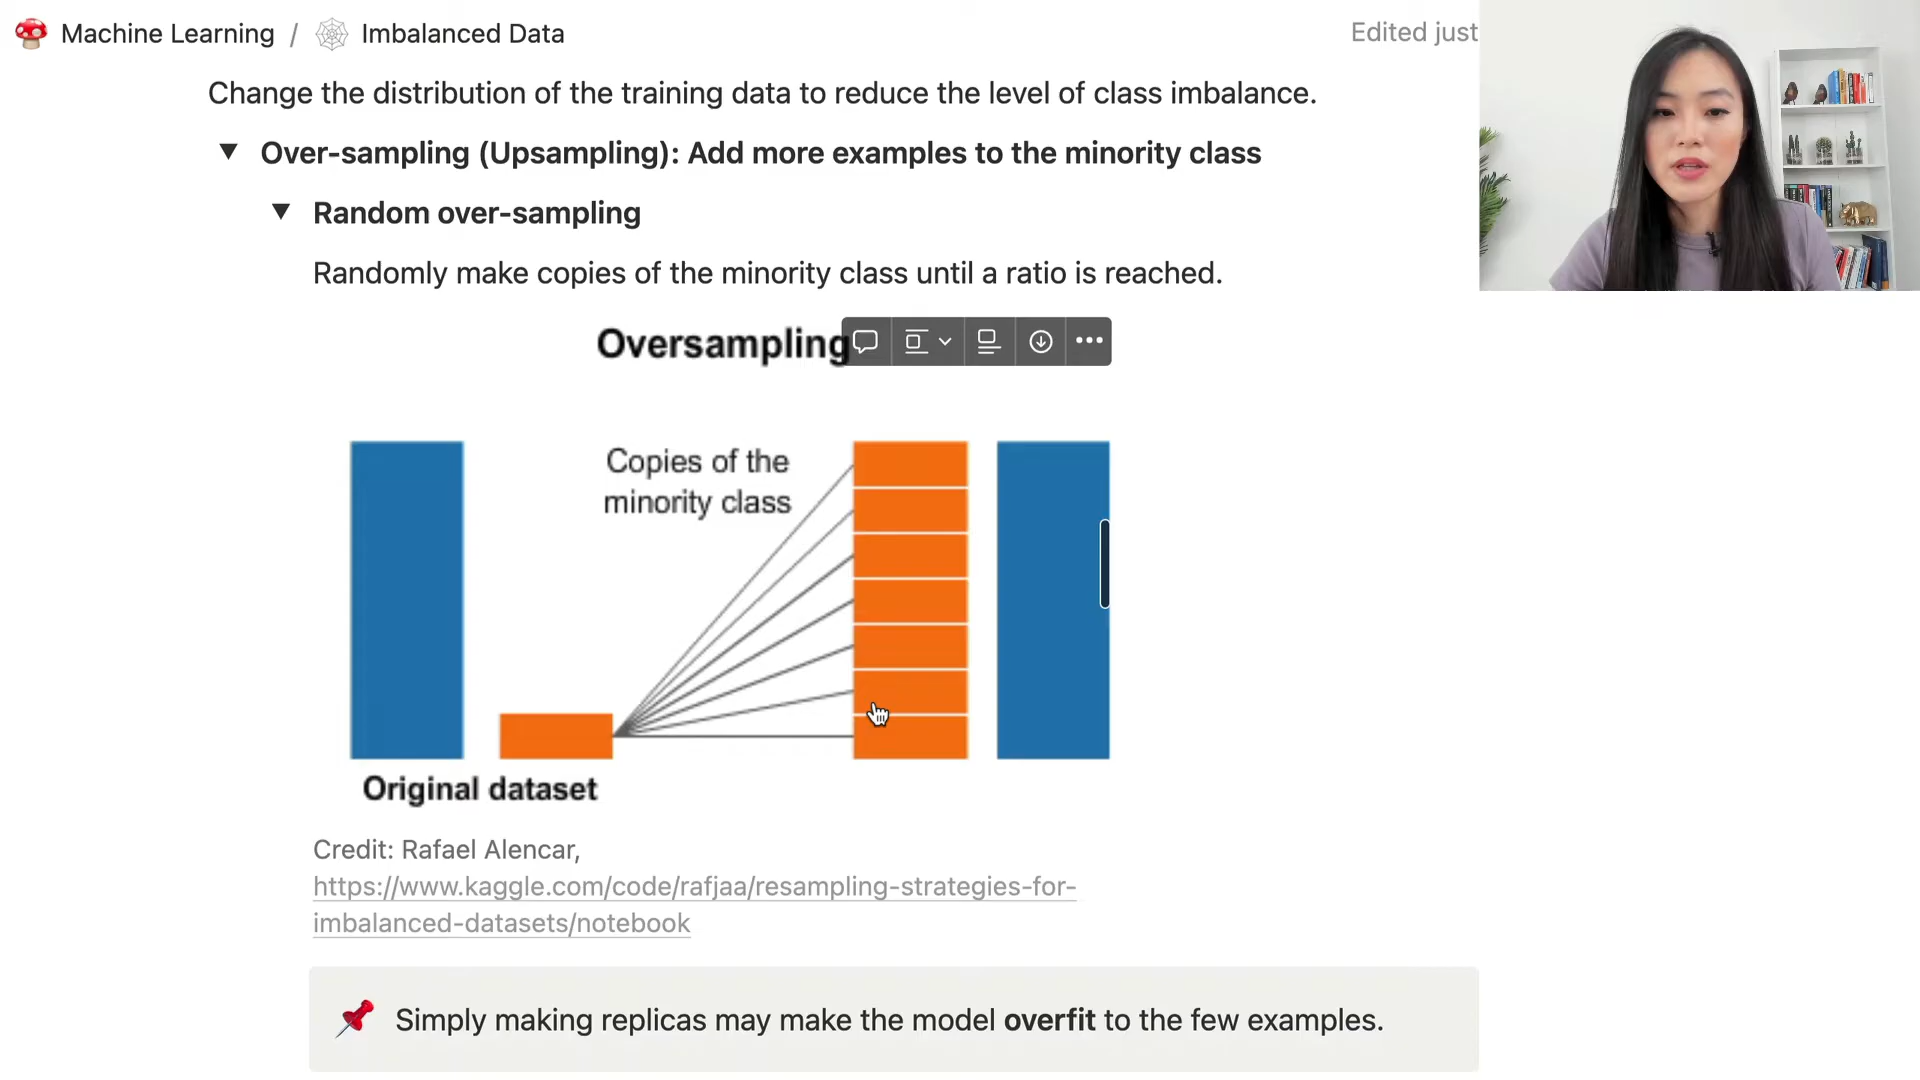 Machine Learning / Imbalanced Data
Edited just
Change the distribution of the training data to reduce the level of class imbalance.
Over-sampling (Upsampling): Add more examples to the minority class
Random over-sampling
Randomly make copies of the minority class until a ratio is reached.
Oversampling
Copies of the
minority class
Original dataset
Credit: Rafael Alencar,
https://www.kaggle.com/code/rafjaa/resampling-strategies-for-
imbalanced-datasets/notebook
Simply making replicas may make the model overfit to the few examples.